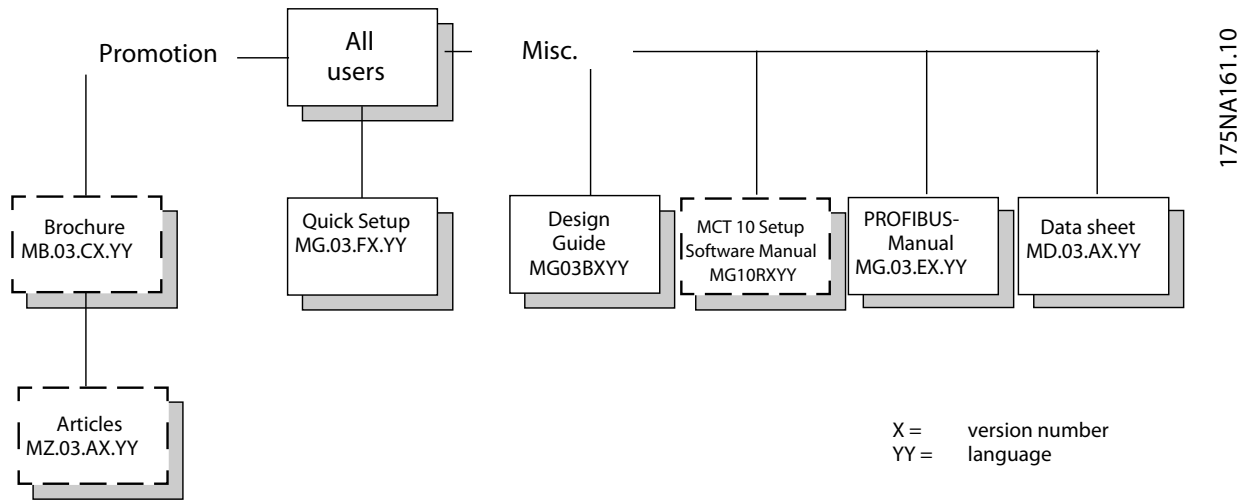 Promotion
All
users
Misc.
175NA161.10
Brochure
MB.03.CX.YY
Quick Setup
MG.03.FX.YY
Design
Guide
MG03BXYY
MCT 10 Setup
Software Manual
MG10RXYY
PROFIBUS-
Manual
MG.03.EX.YY
Data sheet
MD.03.AX.YY
Articles
MZ.03.AX.YY
X = version number
YY = language